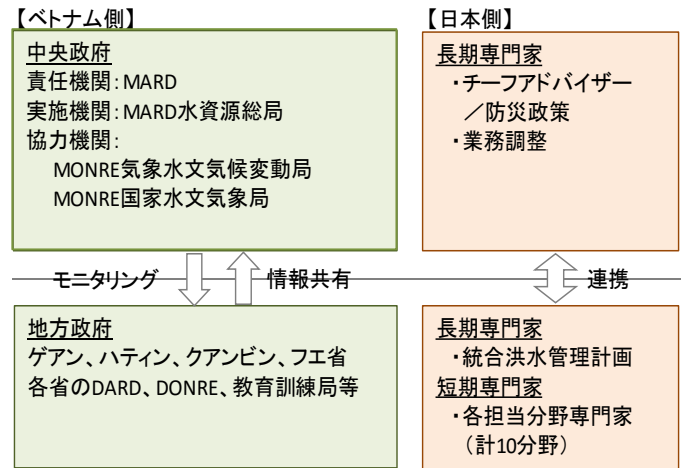 【ベトナム側】
中央政府
責任機関：MARD
実施機関：MARD水資源総局
協力機関：
MONRE気象水文気候変動局
MONRE国家水文気象局
【日本側】
長期専門家
・チーフアドバイザー
／防災政策
・業務調整
モニタリング
情報共有
連携
地方政府
ゲアン、ハティン、クアンビン、フエ省
各省のDARD、DONRE、教育訓練局等
長期専門家
・統合洪水管理計画
短期専門家
・各担当分野専門家
（計10分野）